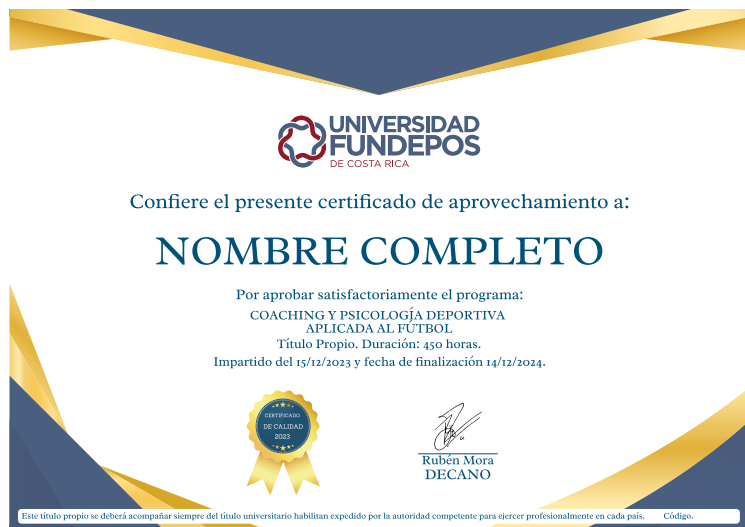 UNIVERSIDAD
FUNDEPOS
DE COSTA RICA
Confiere el presente certificado de aprovechamiento a:
NOMBRE COMPLETO
Por aprobar satisfactoriamente el programa:
COACHING Y PSICOLOGÍA DEPORTIVA
APLICADA AL FÚTBOL
Título Propio. Duración: 450 horas.
Impartido del 15/12/2023 y fecha de finalización 14/12/2024.
CERTIFICADO
DE CALIDAD
2023
Rubén Mora
DECANO
Este título propio se deberá acompañar siempre del título universitario habilitan expedido por la autoridad competente para ejercer profesionalmente en cada país. Código.